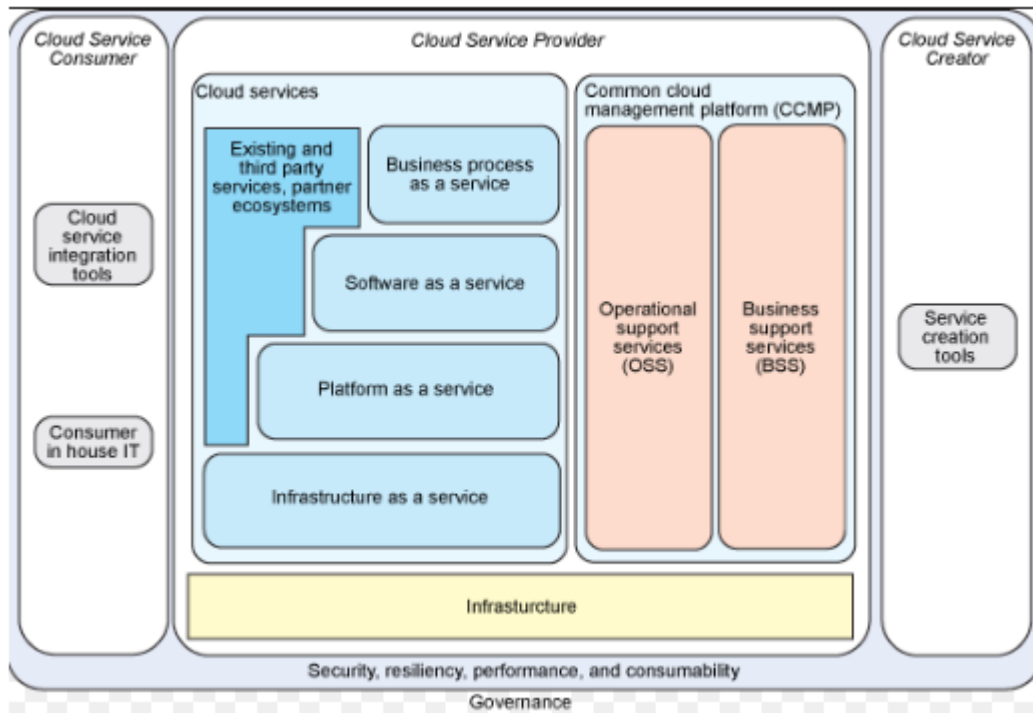 Cloud Service
Consumer
Cloud service
integration
tools
Consumer
in house IT
Cloud Service Provider
Cloud services
Existing and
third party
services, partner
ecosystems
Business process
as a service
Software as a service
Platform as a service
Infrastructure as a service
Common cloud
management platform (CCMP)
Operational
support
services
(OSS)
Business
support
services
(BSS)
Infrasturcture
Cloud Service
Creator
Service
creation
tools
Security, resiliency, performance, and consumability
Governance